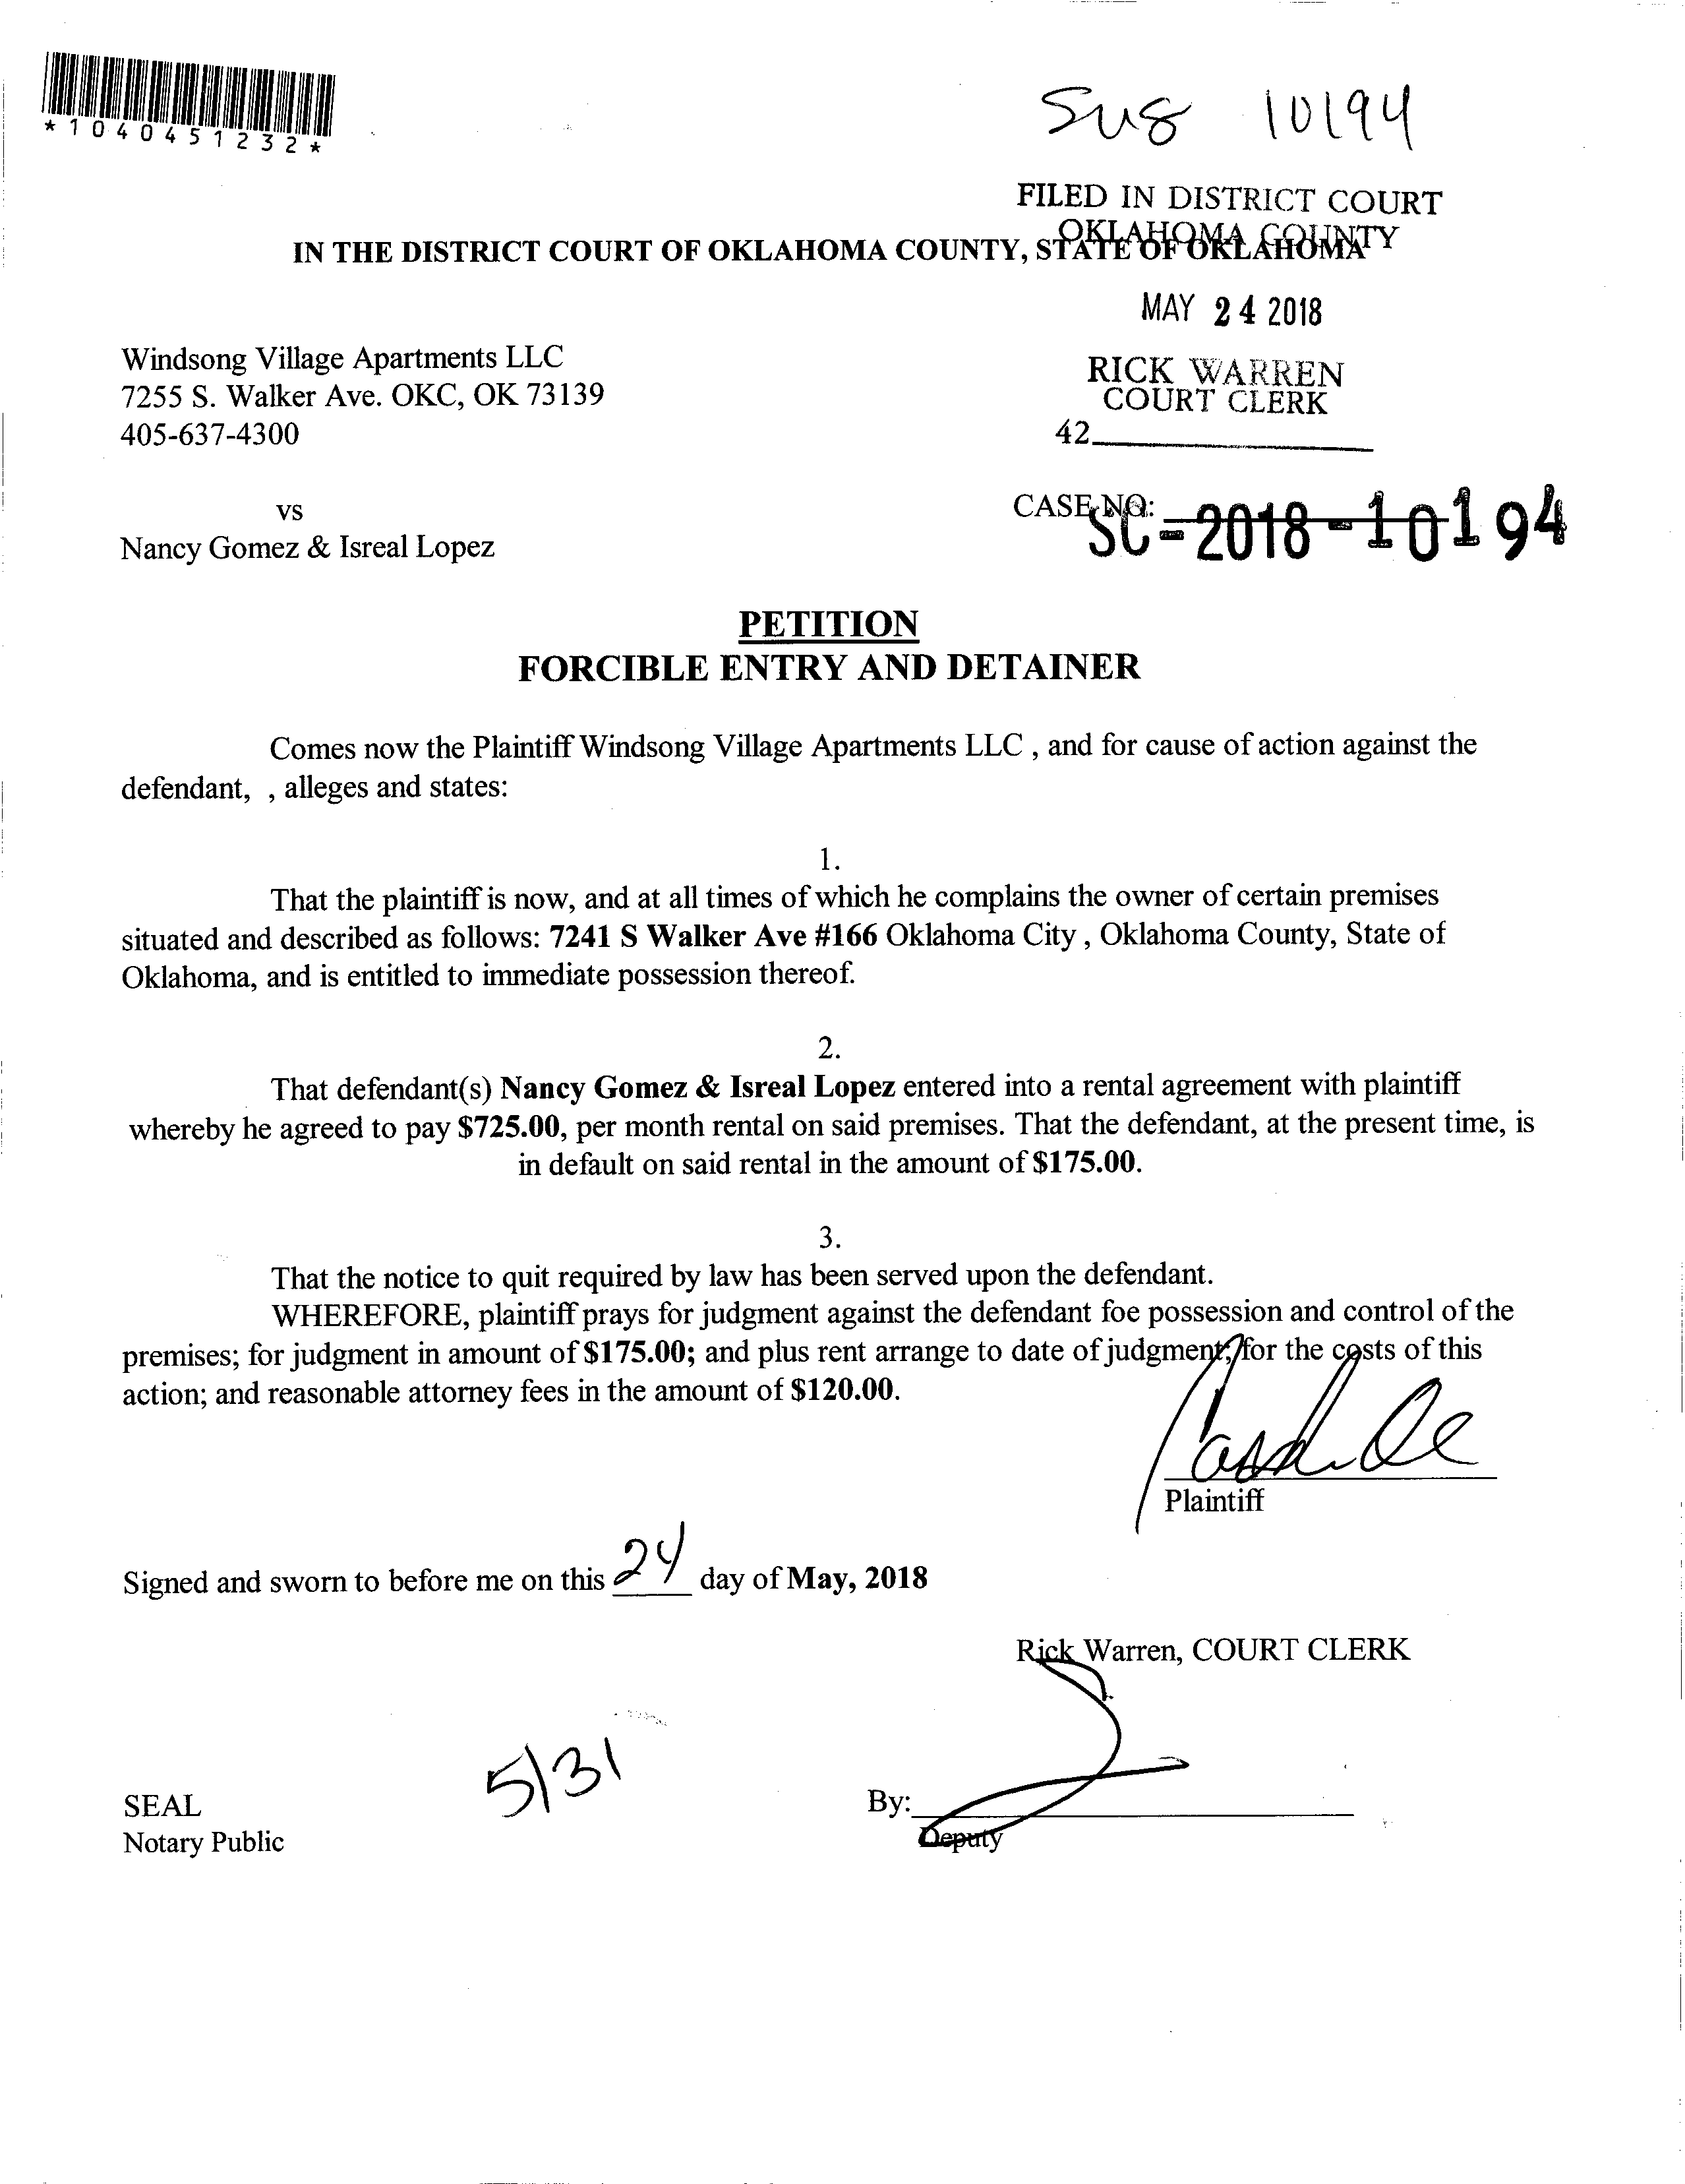 *1040451232*
10194
FILED IN DISTRICT COURT
OKLAHOMA COUNTY
IN THE DISTRICT COURT OF OKLAHOMA COUNTY, STATE OF OKLAHOMA
MAY 24 2018
Windsong Village Apartments LLC
RICK WARREN
7255 S. Walker Ave. OKC, OK 73139
COURT CLERK
405-637-4300
42
CASE NO:
SC-2018-10194
vs
Nancy Gomez & Isreal Lopez
PETITION
FORCIBLE ENTRY AND DETAINER
Comes now the Plaintiff Windsong Village Apartments LLC , and for cause of action against the
defendant, , alleges and states:
1.
That the plaintiff is now, and at all times of which he complains the owner of certain premises
situated and described as follows: 7241 S Walker Ave #166 Oklahoma City , Oklahoma County, State of
Oklahoma, and is entitled to immediate possession thereof.
2.
That defendant(s) Nancy Gomez & Isreal Lopez entered into a rental agreement with plaintiff
whereby he agreed to pay $725.00, per month rental on said premises. That the defendant, at the present time, is
in default on said rental in the amount of $175.00.
3.
That the notice to quit required by law has been served upon the defendant.
WHEREFORE, plaintiff prays for judgment against the defendant foe possession and control of the
premises; for judgment in amount of $175.00; and plus rent arrange to date of judgment; for the costs of this
action; and reasonable attorney fees in the amount of $120.00.
Plaintiff
Signed and sworn to before me on this 24 day of May, 2018
Rick Warren, COURT CLERK
5/31
SEAL
By:
Notary Public
Deputy